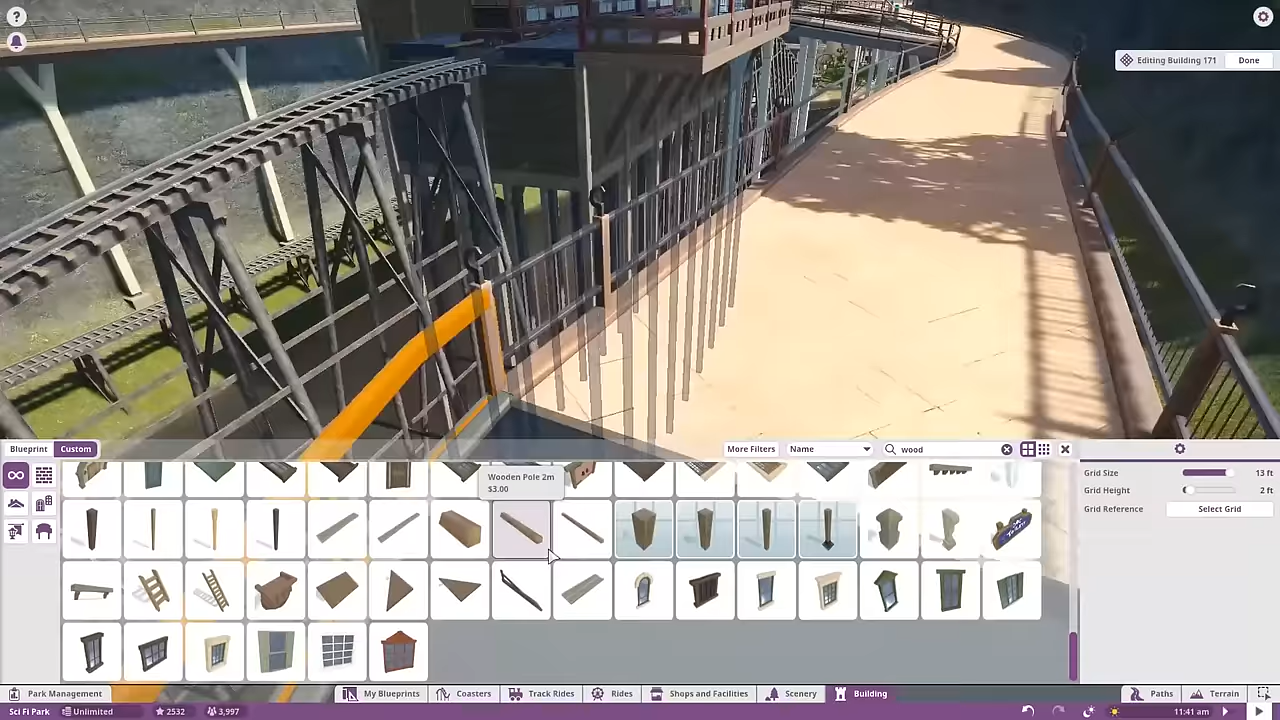 ?
Editing Building 171
Done
Blueprint
Custom
More Filters
Name
wood
Wooden Pole 2m
$3.00
Grid Size
13 ft
Grid Height
2 ft
Grid Reference
Select Grid
Park Management
My Blueprints
Coasters
Track Rides
Rides
Shops and Facilities
Scenery
Building
Paths
Terrain
Sci Fi Park
Unlimited
2532
3,997
11:41 am